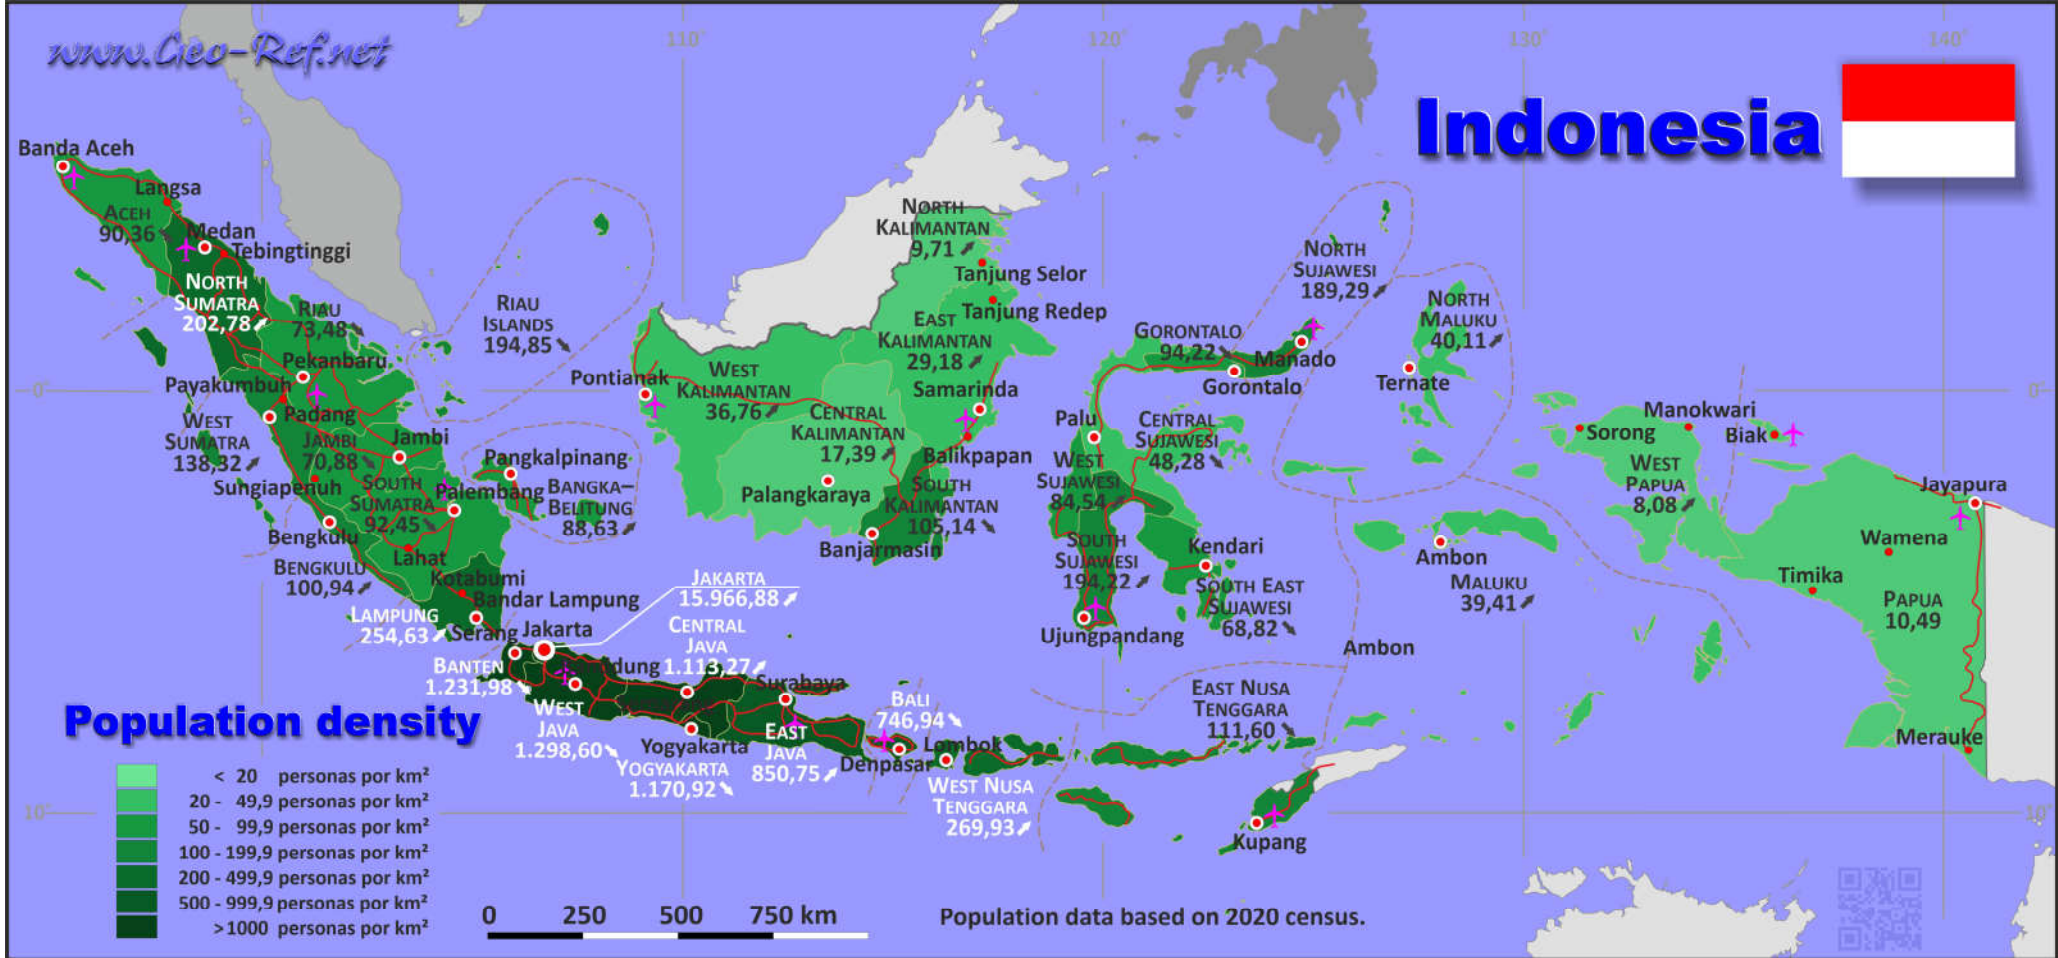 www.Geo-Ref.net
110°
120°
130°
140°
Indonesia
Banda Aceh
Langsa
ACEH
90,36
Medan
Tebingtinggi
NORTH
SUMATRA
202,78
RIAU
73,48
RIAU
ISLANDS
194,85
Pekanbaru
Payakumbuh
Padang
WEST
SUMATRA
138,32
JAMBI
70,88
Jambi
Sungiapenuh
SOUTH
SUMATRA
92,45
Palembang
Pangkalpinang
BANGKA–
BELITUNG
88,63
Bengkulu
BENGKULU
100,94
Lahat
Kotabumi
Bandar Lampung
LAMPUNG
254,63
Serang
Jakarta
JAKARTA
15.966,88
BANTEN
1.231,98
dung
CENTRAL
JAVA
1.113,27
WEST
JAVA
1.298,60
Yogyakarta
YOGYAKARTA
1.170,92
Surabaya
EAST
JAVA
850,75
BALI
746,94
Denpasar
Lombok
WEST NUSA
TENGGARA
269,93
EAST NUSA
TENGGARA
111,60
Kupang
NORTH
KALIMANTAN
9,71
Tanjung Selor
Tanjung Redep
EAST
KALIMANTAN
29,18
Samarinda
Balikpapan
Pontianak
WEST
KALIMANTAN
36,76
CENTRAL
KALIMANTAN
17,39
Palangkaraya
SOUTH
KALIMANTAN
105,14
Banjarmasin
GORONTALO
94,22
Gorontalo
Manado
NORTH
SUJAWESI
189,29
Palu
CENTRAL
SUJAWESI
48,28
WEST
SUJAWESI
84,54
SOUTH
SUJAWESI
194,22
Kendari
SOUTH EAST
SUJAWESI
68,82
Ujungpandang
NORTH
MALUKU
40,11
Ternate
Ambon
MALUKU
39,41
Ambon
Sorong
Manokwari
Biak
WEST
PAPUA
8,08
Jayapura
Wamena
Timika
PAPUA
10,49
Merauke
0°
0°
10°
10°
Population density
< 20 personas por km²
20 - 49,9 personas por km²
50 - 99,9 personas por km²
100 - 199,9 personas por km²
200 - 499,9 personas por km²
500 - 999,9 personas por km²
>1000 personas por km²
0 250 500 750 km
Population data based on 2020 census.